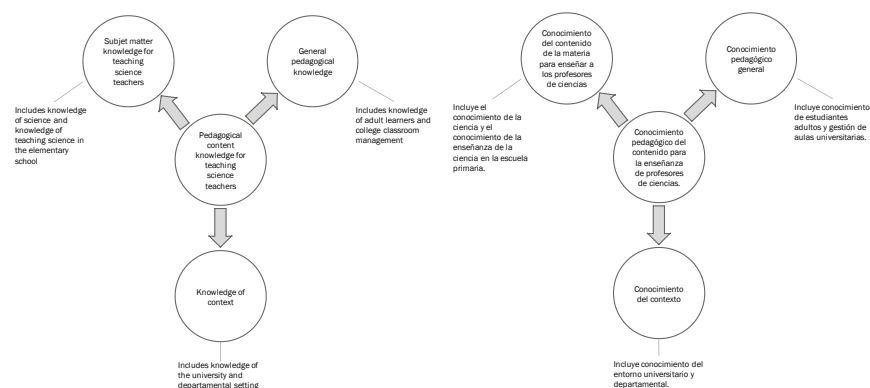 Subjet matter
knowledge for
teaching
science
teachers
General
pedagogical
knowledge
Includes knowledge
of science and
knowledge of
teaching science in
the elementary
school
Includes knowledge
of adult learners and
college classroom
management
Pedagogical
content
knowledge for
teaching
science
teachers
Knowledge of
context
Includes knowledge of
the university and
departamental setting
Conocimiento
del contenido
de la materia
para enseñar a
los profesores
de ciencias
Conocimiento
pedagógico
general
Incluye el
conocimiento de la
ciencia y el
conocimiento de la
enseñanza de la
ciencia en la escuela
primaria.
Incluye conocimiento
de estudiantes
adultos y gestión de
aulas universitarias.
Conocimiento
pedagógico del
contenido para
la enseñanza
de profesores
de ciencias.
Conocimiento
del contexto
Incluye conocimiento del
entorno universitario y
departamental.